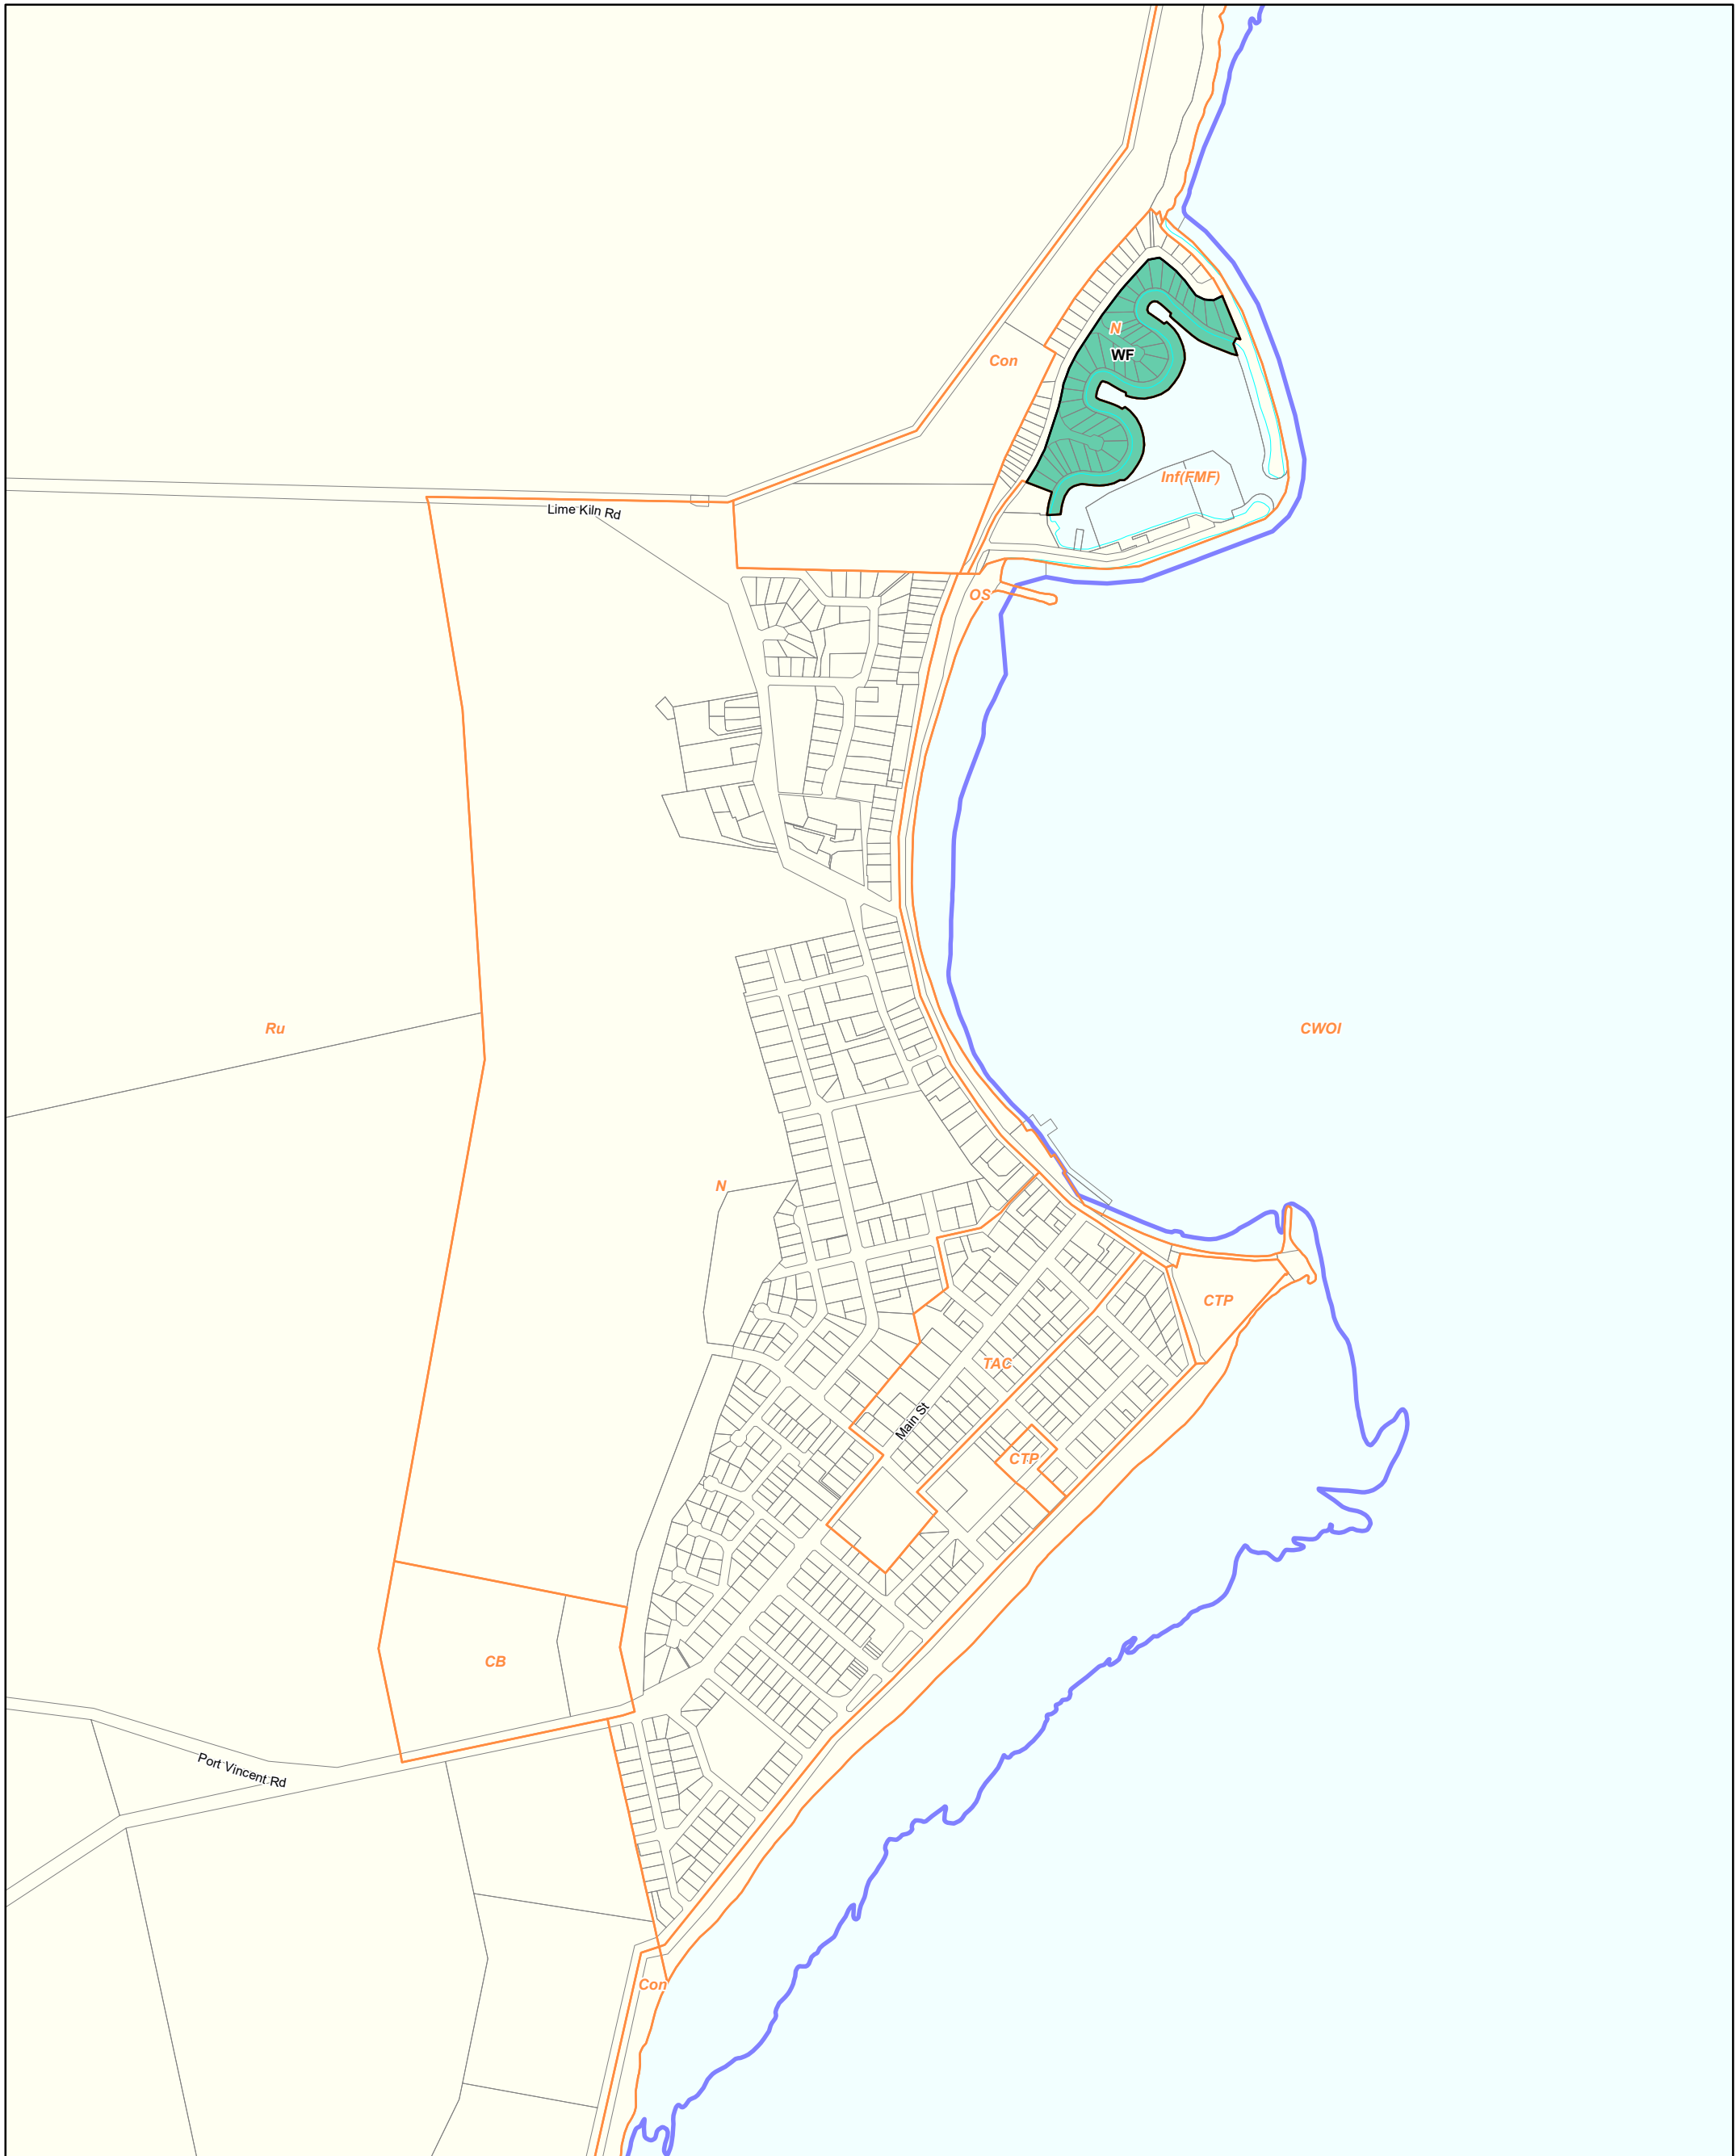 N
WF
Con
Inf(FMF)
Lime Kiln Rd
OS
Ru
CWOI
N
CTP
TAC
Main St
CTP
CB
Port Vincent Rd
Con